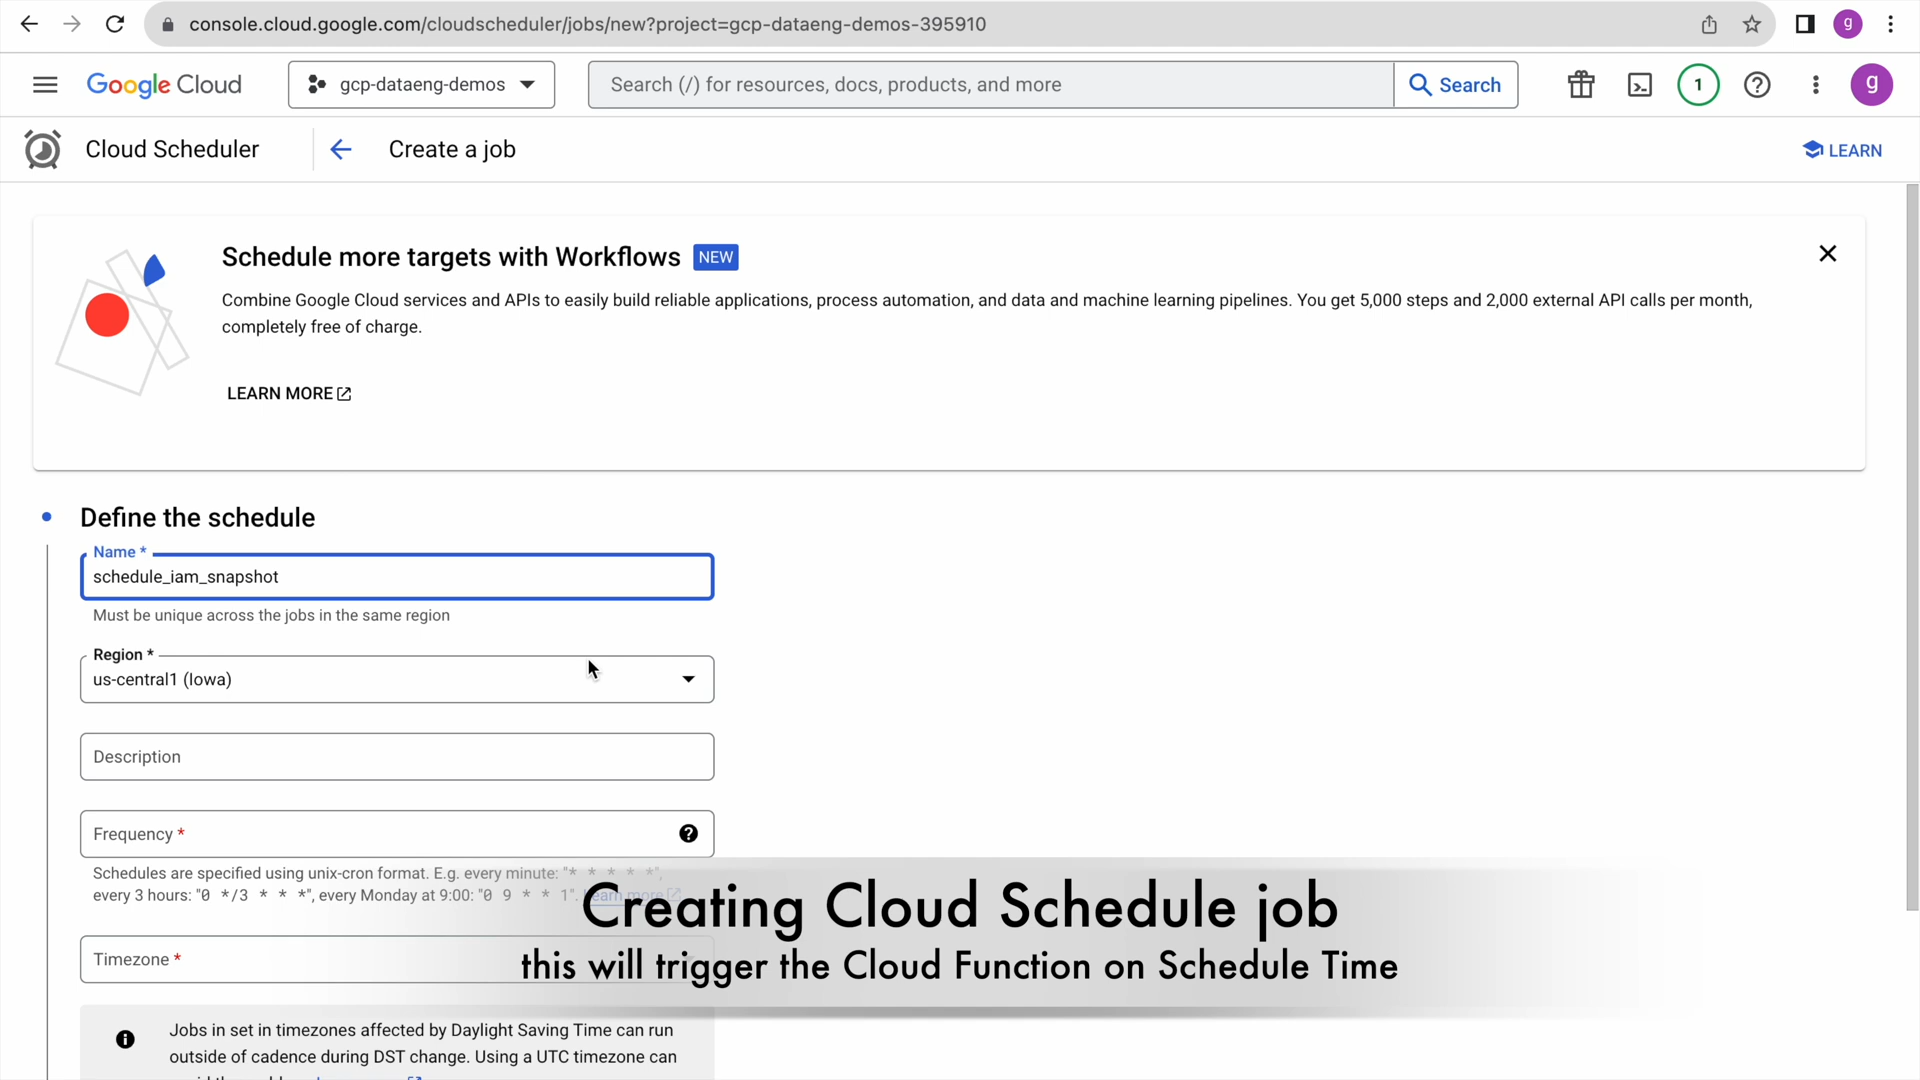 console.cloud.google.com/cloudscheduler/jobs/new?project=gcp-dataeng-demos-395910
g
Google Cloud
gcp-dataeng-demos
Search (/) for resources, docs, products, and more
Search
1
g
Cloud Scheduler
Create a job
LEARN
Schedule more targets with Workflows NEW
Combine Google Cloud services and APIs to easily build reliable applications, process automation, and data and machine learning pipelines. You get 5,000 steps and 2,000 external API calls per month,
completely free of charge.
LEARN MORE
Define the schedule
Name *
schedule_iam_snapshot
Must be unique across the jobs in the same region
Region *
us-central1 (Iowa)
Description
Frequency *
Schedules are specified using unix-cron format. E.g. every minute: "* * * * *",
every 3 hours: "0 */3 * * *", every Monday at 9:00: "0 9 * * 1". Learn more
Creating Cloud Schedule job
Timezone *
this will trigger the Cloud Function on Schedule Time
Jobs in set in timezones affected by Daylight Saving Time can run
outside of cadence during DST change. Using a UTC timezone can